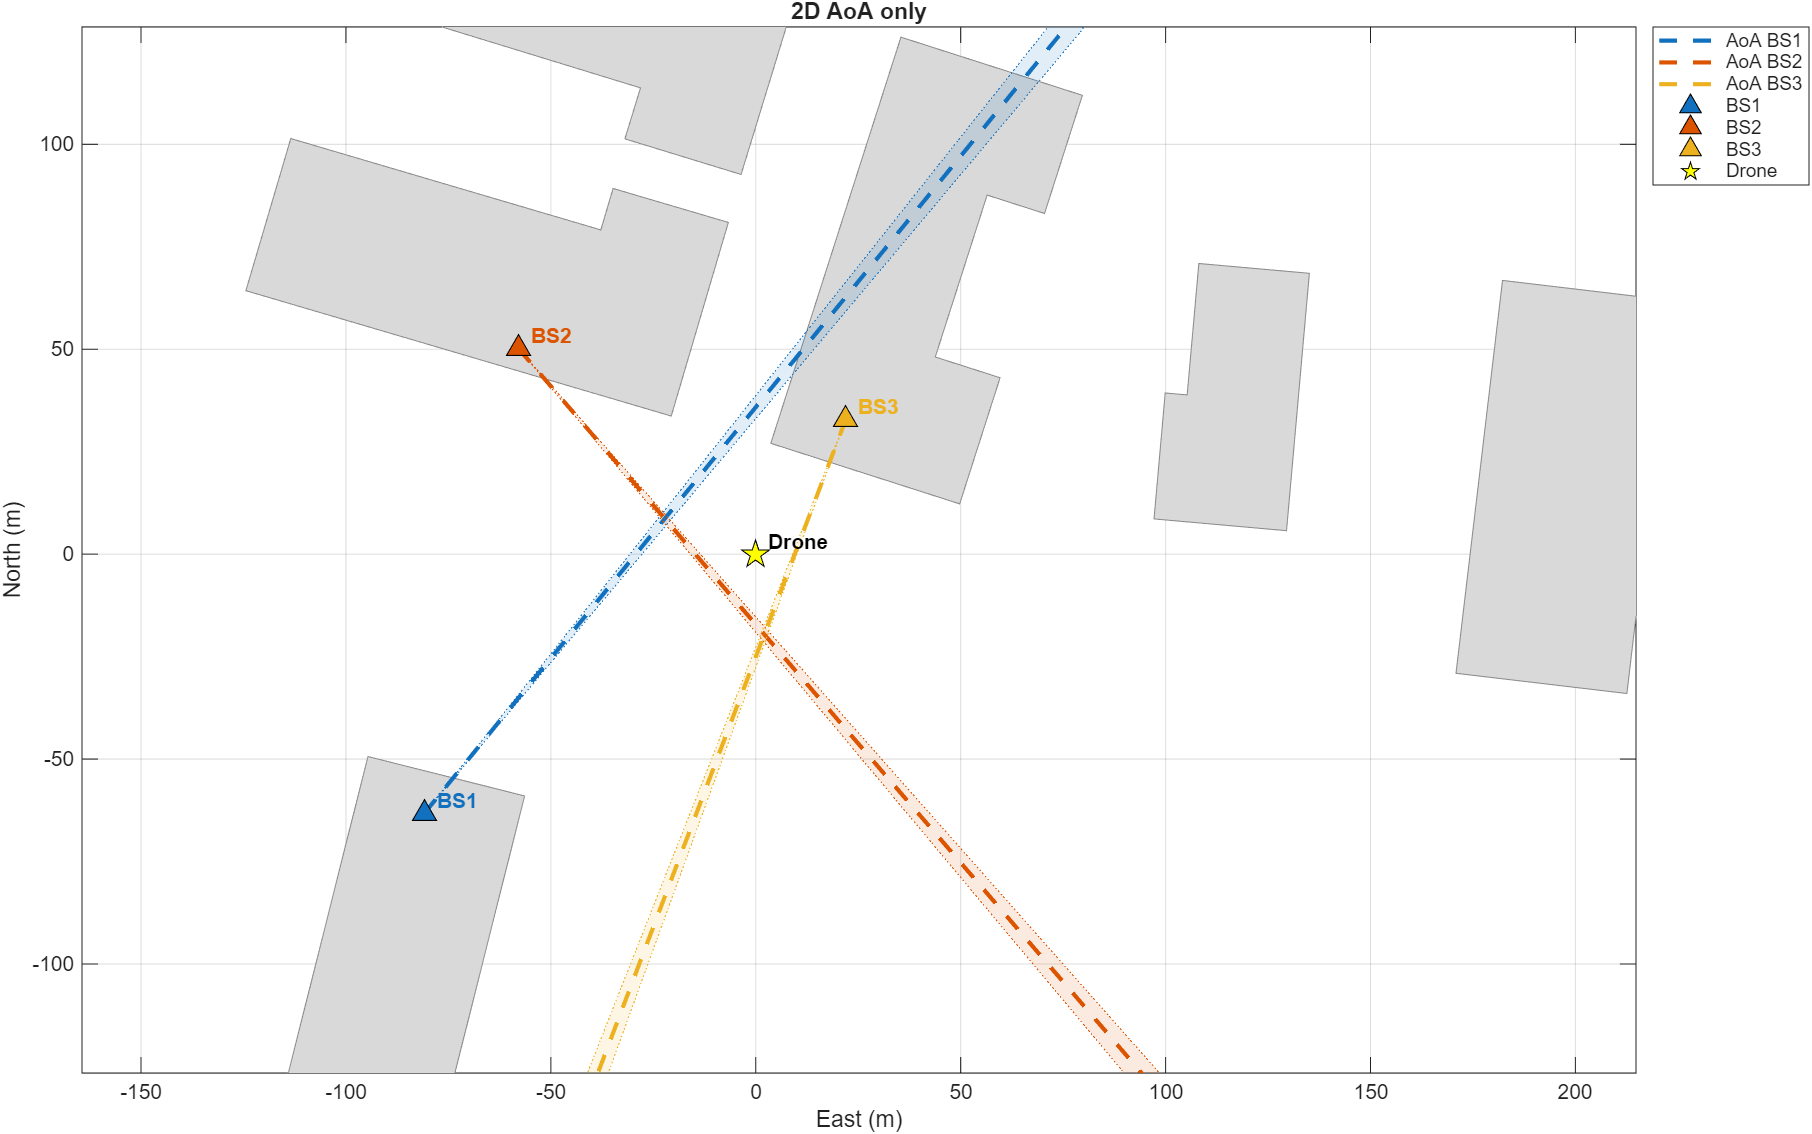 2D AoA only
AoA BS1
AoA BS2
AoA BS3
BS1
BS2
BS3
Drone
100
50
0
-50
-100
North (m)
BS2
BS3
Drone
BS1
-150
-100
-50
0
50
100
150
200
East (m)